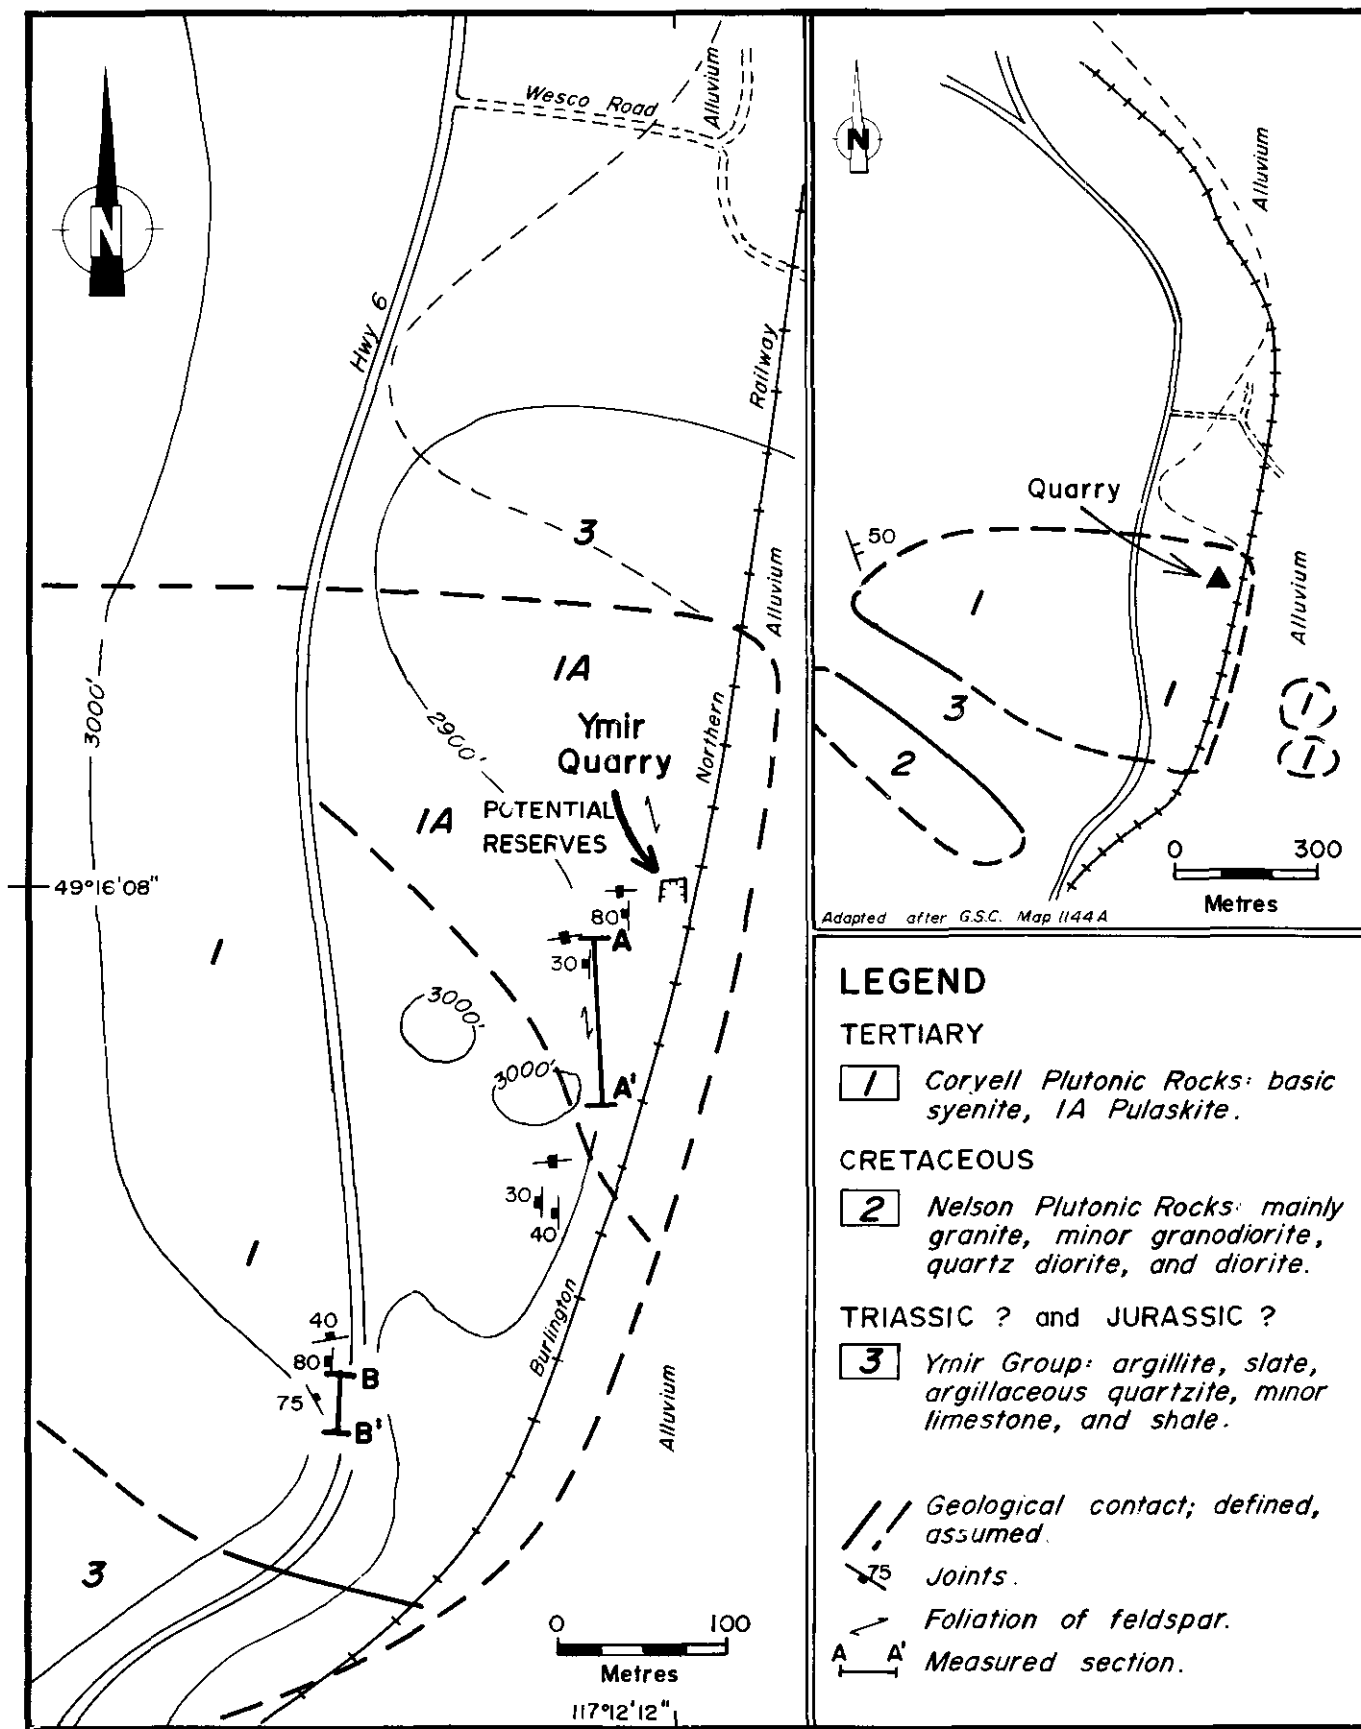 Wesco Road
Alluvium
N
Hwy 6
Railway
3
Alluvium
1A
3000'
2900'
Ymir
Quarry
Northern
1A
POTENTIAL
RESERVES
49°16'08"
80
A
30
1
3000'
3000'
A'
30
40
1
Burlington
40
80
B
75
B'
Alluvium
3
0 100
Metres
117°12'12"
N
Alluvium
Quarry
50
1
Alluvium
1
3
1
2
1
0 300
Metres
Adapted after G.S.C. Map 1144A
LEGEND
TERTIARY
1 Coryell Plutonic Rocks: basic
syenite, 1A Pulaskite.
CRETACEOUS
2 Nelson Plutonic Rocks: mainly
granite, minor granodiorite,
quartz diorite, and diorite.
TRIASSIC ? and JURASSIC ?
3 Ymir Group: argillite, slate,
argillaceous quartzite, minor
limestone, and shale.
Geological contact; defined,
assumed.
75 Joints.
Foliation of feldspar.
A A' Measured section.